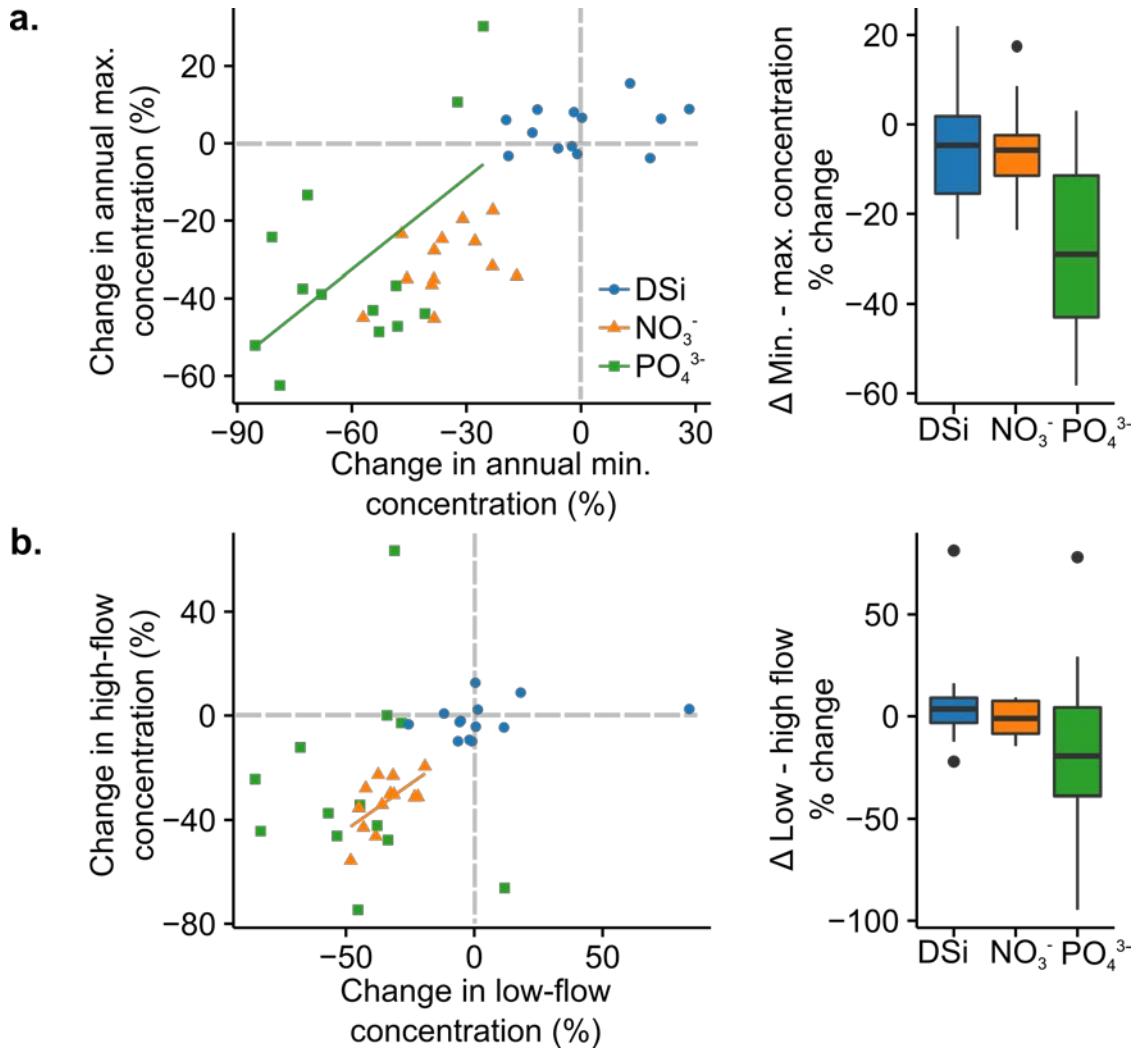 a.
Change in annual max.
concentration (%)
20
0
−20
−40
−60
−90
−60
−30
0
30
Change in annual min.
concentration (%)
DSi
NO₃⁻
PO₄³⁻
Δ Min. - max. concentration
% change
20
0
−20
−40
−60
DSi
NO₃⁻
PO₄³⁻
b.
Change in high-flow
concentration (%)
40
0
−40
−80
−50
0
50
Change in low-flow
concentration (%)
Δ Low - high flow
% change
50
0
−50
−100
DSi
NO₃⁻
PO₄³⁻